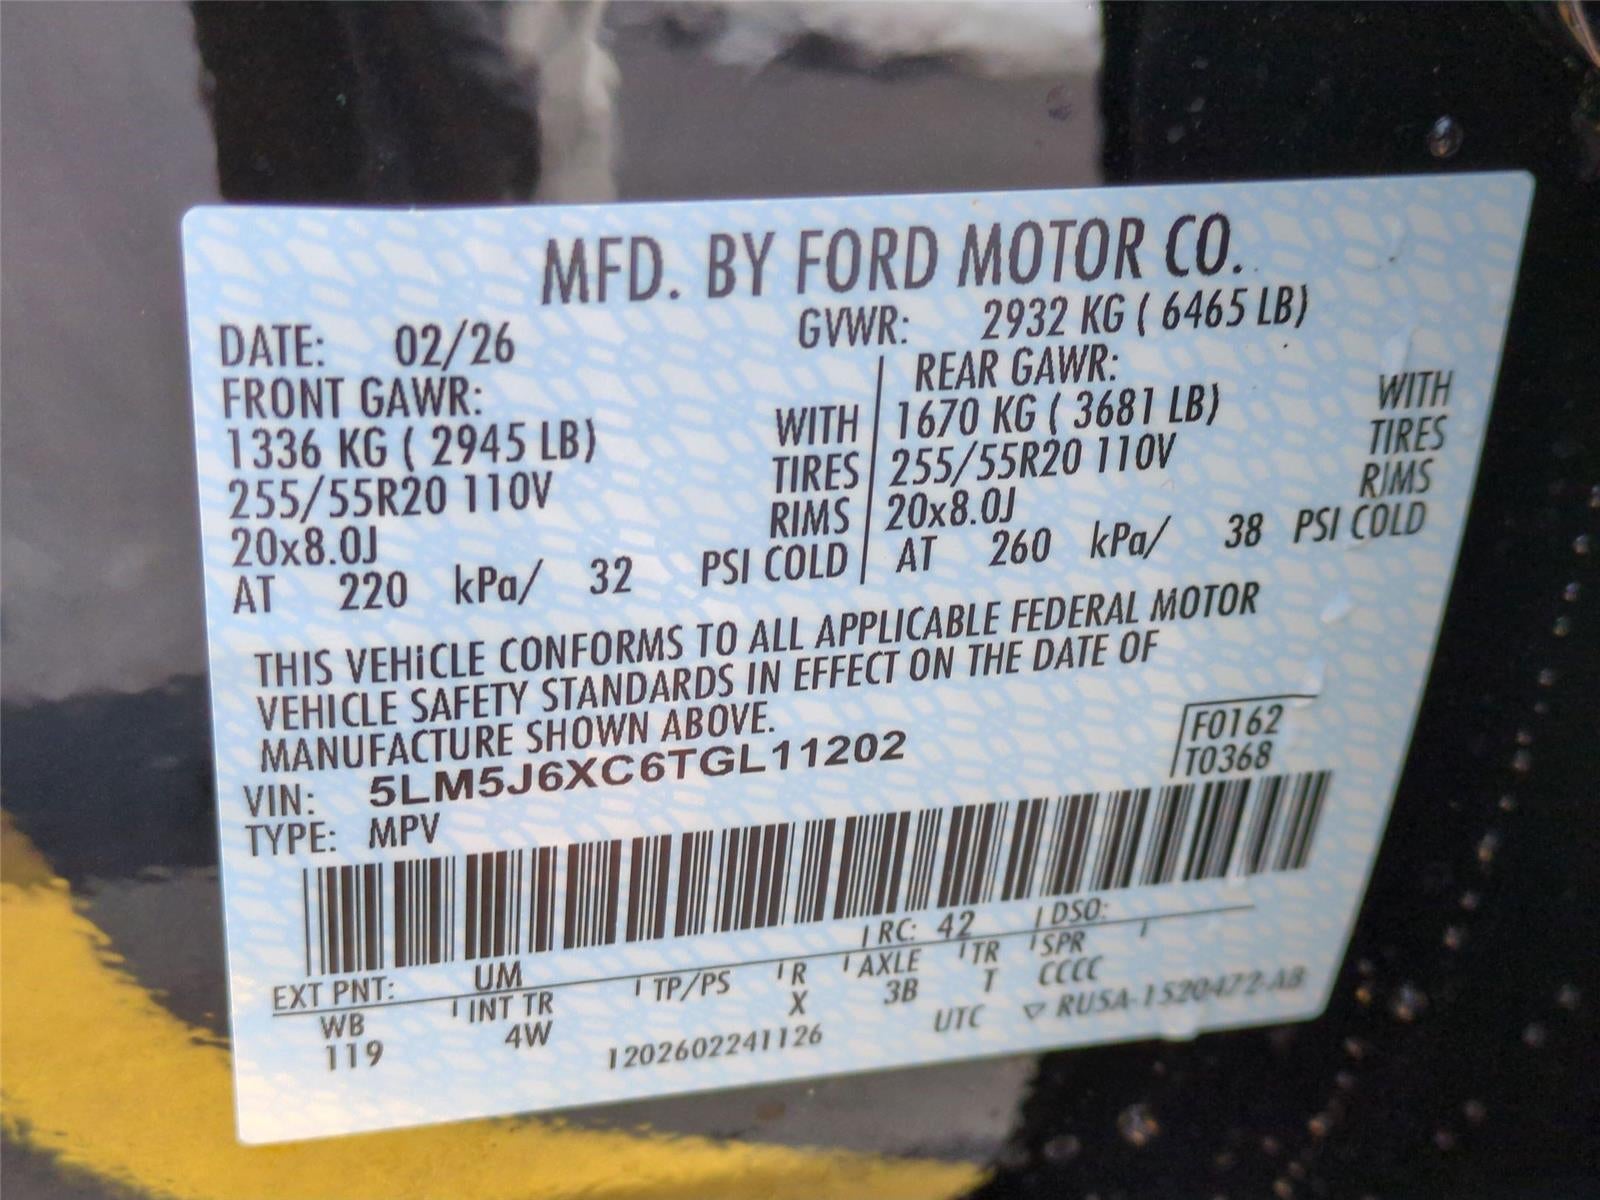 MFD. BY FORD MOTOR CO.
DATE: 02/26 GVWR: 2932 KG ( 6465 LB)
FRONT GAWR: REAR GAWR:
1336 KG ( 2945 LB) WITH 1670 KG ( 3681 LB) WITH
255/55R20 110V TIRES 255/55R20 110V TIRES
20x8.0J RIMS 20x8.0J RIMS
AT 220 kPa/ 32 PSI COLD AT 260 kPa/ 38 PSI COLD
THIS VEHiCLE CONFORMS TO ALL APPLICABLE FEDERAL MOTOR
VEHICLE SAFETY STANDARDS IN EFFECT ON THE DATE OF
MANUFACTURE SHOWN ABOVE.
F0162
VIN: 5LM5J6XC6TGL11202 T0368
TYPE: MPV
EXT PNT: UM RC: 42 DSO:
WB INT TR TP/PS R AXLE TR SPR
119 4W X 3B T CCCC
1202602241126 UTC ▽ RU5A-1520472-AB